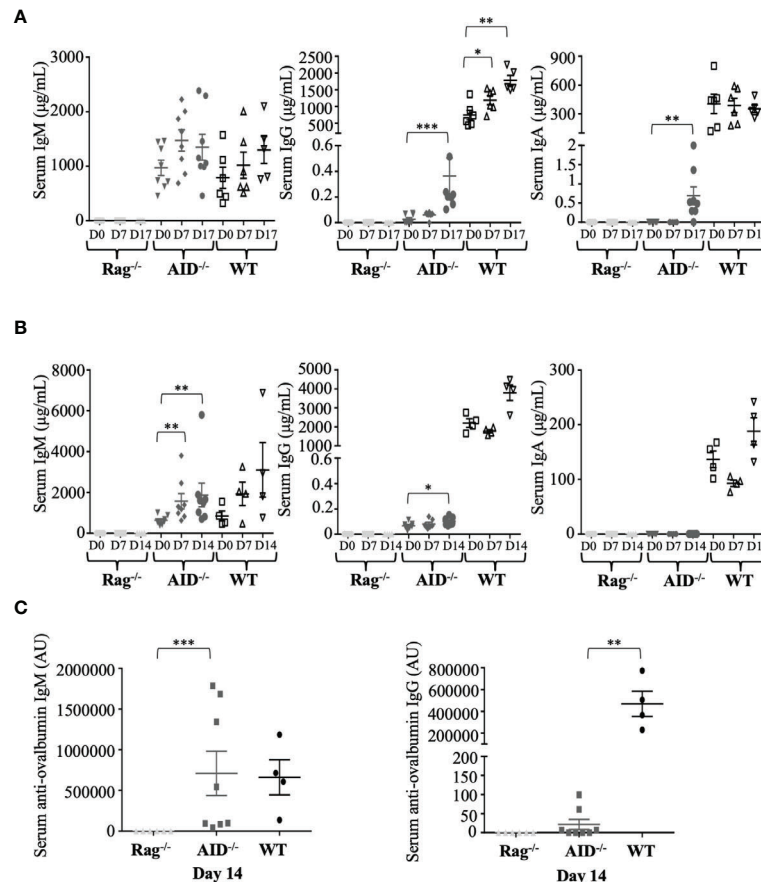 A
Serum IgM (µg/mL)
3000
2000
1000
0
D0 D7 D17 D0 D7 D17 D0 D7 D17
Rag-/- AID-/- WT
Serum IgG (µg/mL)
2500
2000
1500
1000
500
0.6
0.4
0.2
0
*
**
***
D0 D7 D17 D0 D7 D17 D0 D7 D17
Rag-/- AID-/- WT
Serum IgA (µg/mL)
900
600
300
2
1.5
1
0.5
0
**
D0 D7 D17 D0 D7 D17 D0 D7 D1
Rag-/- AID-/- WT
B
Serum IgM (µg/mL)
8000
6000
4000
2000
0
**
**
D0 D7 D14 D0 D7 D14 D0 D7 D14
Rag-/- AID-/- WT
Serum IgG (µg/mL)
5000
4000
3000
2000
1000
0.6
0.4
0.2
0
*
D0 D7 D14 D0 D7 D14 D0 D7 D14
Rag-/- AID-/- WT
Serum IgA (µg/mL)
300
200
100
0
D0 D7 D14 D0 D7 D14 D0 D7 D1
Rag-/- AID-/- WT
C
Serum anti-ovalbumin IgM (AU)
2000000
1500000
1000000
500000
0
***
Rag-/- AID-/- WT
Day 14
Serum anti-ovalbumin IgG (AU)
1000000
800000
600000
400000
200000
150
100
50
0
**
Rag-/- AID-/- WT
Day 14